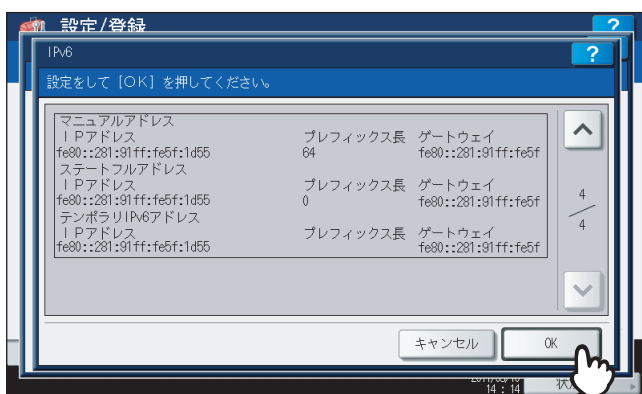 設定/登録
?
IPv6
?
設定をして [OK] を押してください。
マニュアルアドレス
IPアドレス プレフィックス長 ゲートウェイ
fe80::281:91ff:fe5f:1d55 64 fe80::281:91ff:fe5f
ステートフルアドレス
IPアドレス プレフィックス長 ゲートウェイ
fe80::281:91ff:fe5f:1d55 0 fe80::281:91ff:fe5f
テンポラリIPv6アドレス
IPアドレス プレフィックス長 ゲートウェイ
fe80::281:91ff:fe5f:1d55 fe80::281:91ff:fe5f
4
4
キャンセル OK
14:14